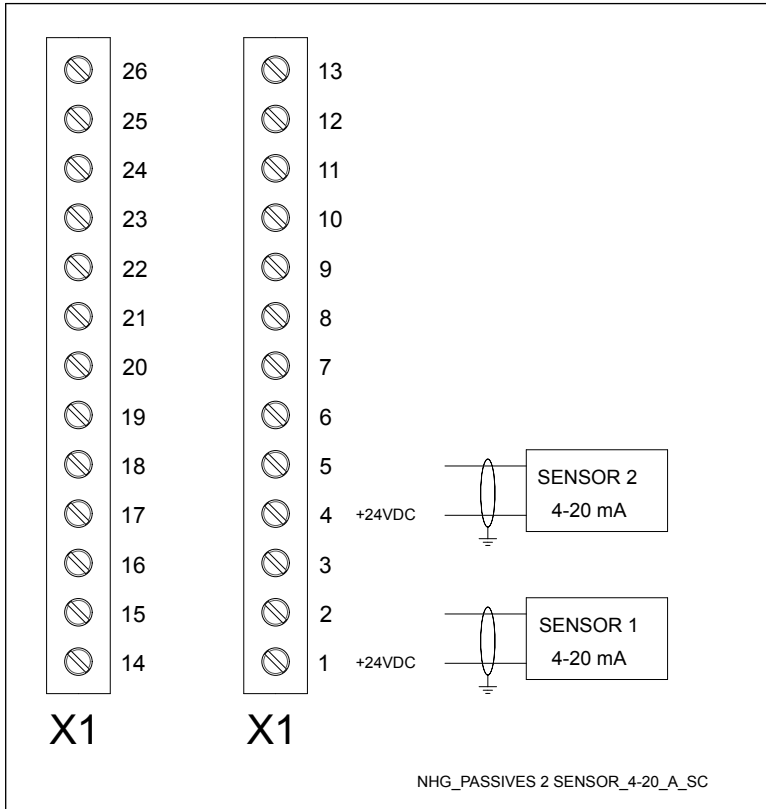 26 13
25 12
24 11
23 10
22 9
21 8
20 7
19 6
18 5
SENSOR 2
17 4 +24VDC 4-20 mA
16 3
15 2
SENSOR 1
14 1 +24VDC 4-20 mA
X1 X1
NHG_PASSIVES 2 SENSOR_4-20_A_SC